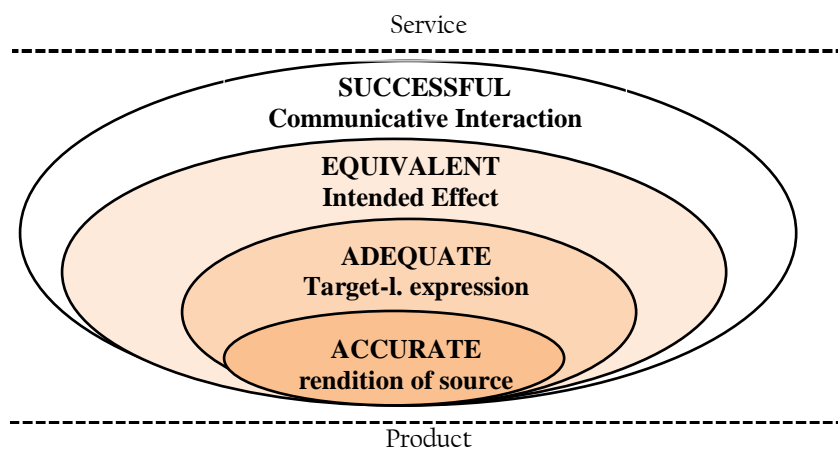 Service
SUCCESSFUL
Communicative Interaction
EQUIVALENT
Intended Effect
ADEQUATE
Target-l. expression
ACCURATE
rendition of source
Product